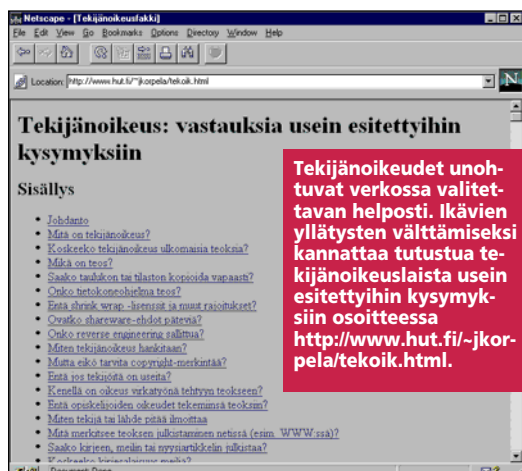 Netscape - [Tekijänoikeusfakki]
File Edit View Go Bookmarks Options Directory Window Help
Location: http://www.hut.fi/~jkorpela/tekoik.html
N
Tekijänoikeus: vastauksia usein esitettyihin
kysymyksiin
Sisällys
Johdanto
Mitä on tekijänoikeus?
Koskeeko tekijänoikeus ulkomaisia teoksia?
Mikä on teos?
Saako taulukon tai tilaston kopioida vapaasti?
Onko tietokoneohjelma teos?
Entä shrink wrap -lisenssit ja muut rajoitukset?
Ovatko shareware-ehdot päteviä?
Onko reverse engineering sallittua?
Miten tekijänoikeus hankitaan?
Mutta eikö tarvita copyright-merkintää?
Entä jos tekijöitä on useita?
Kenellä on oikeus virkatyönä tehtyyn teokseen?
Entä opiskelijoiden oikeudet tekemiinsä teoksiin?
Miten tekijä tai lähde pitää ilmoittaa
Mitä merkitsee teoksen julkistaminen netissä (esim. WWW:ssä)?
Saako kirjeen, meilin tai nyysiartikkelin julkistaa?
Koskeeko kirjesalaisuus meiliä?
Document: Done
Tekijänoikeudet unoh-
tuvat verkossa valitet-
tavan helposti. Ikävien
yllätysten välttämiseksi
kannattaa tutustua te-
kijänoikeuslaista usein
esitettyihin kysymyk-
siin osoitteessa
http://www.hut.fi/~jkor-
pela/tekoik.html.